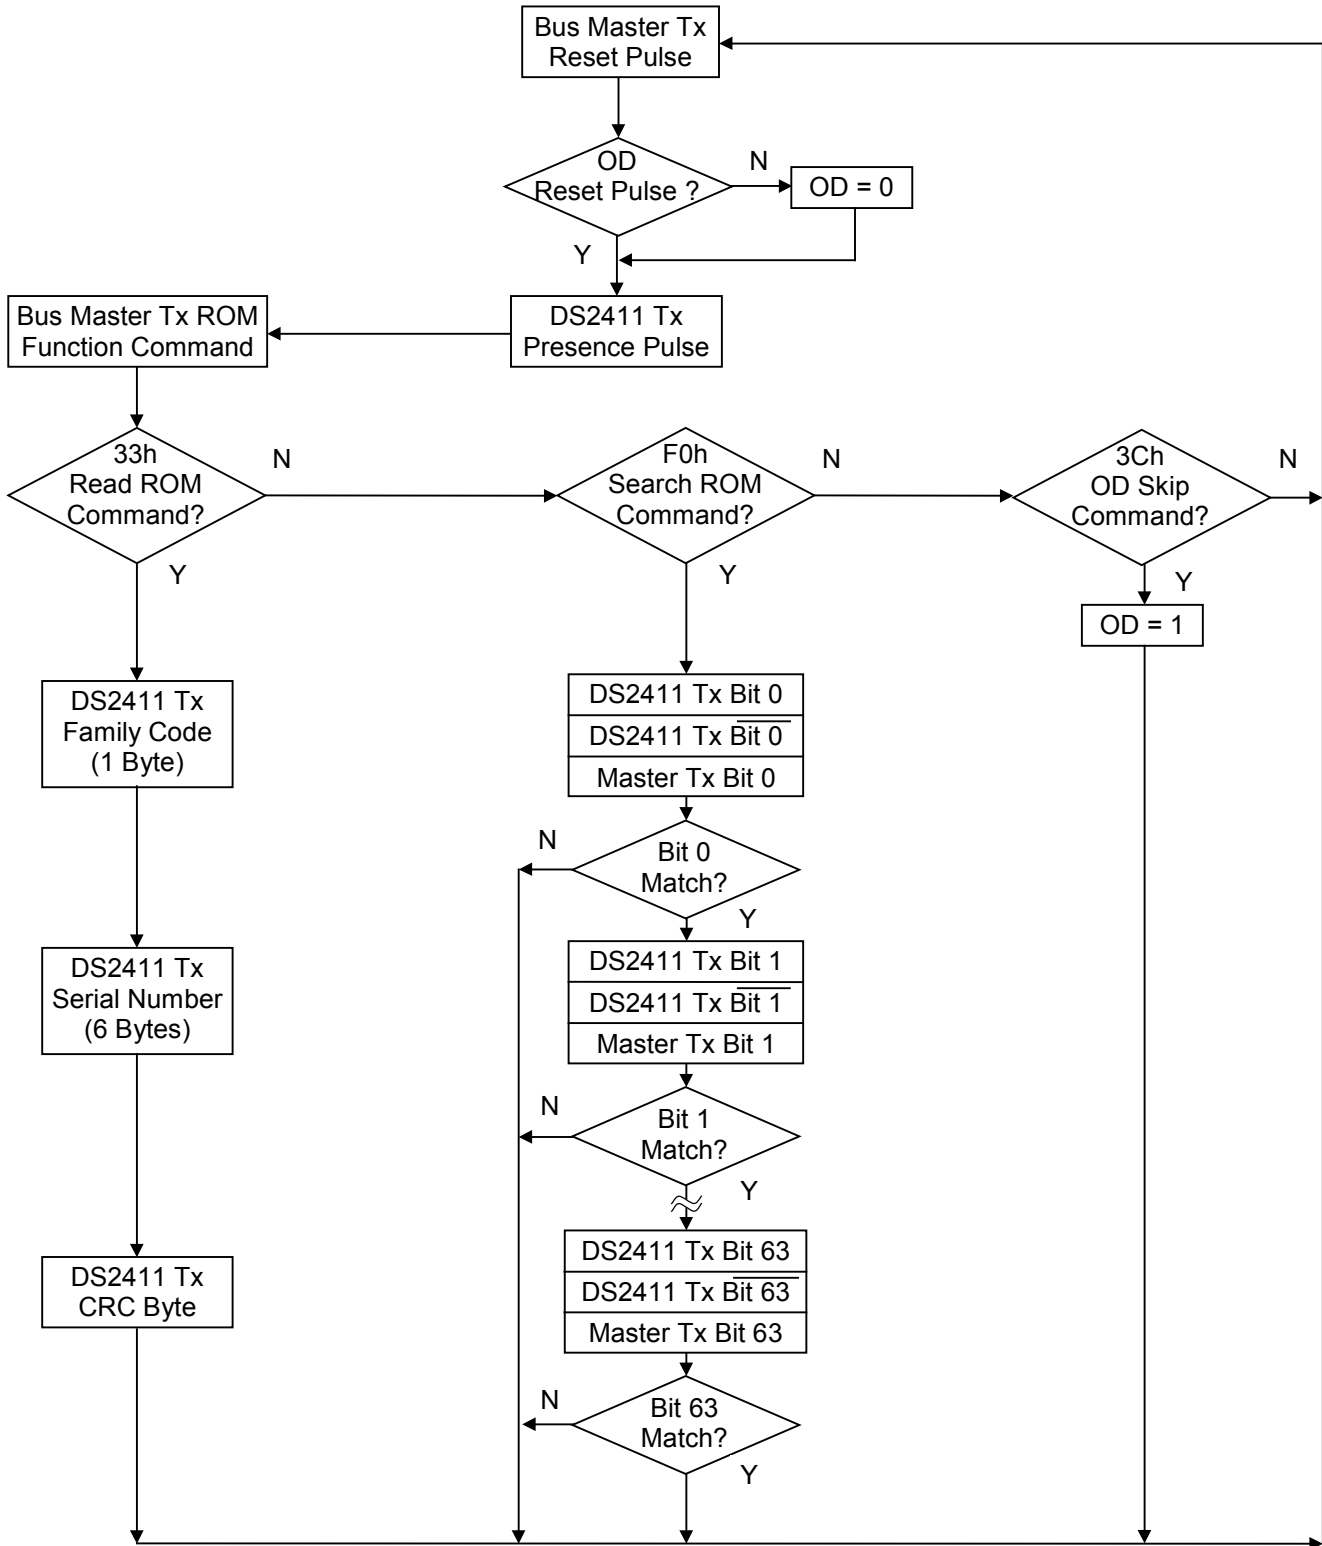 Bus Master Tx
Reset Pulse
OD
Reset Pulse ?
N
OD = 0
Y
Bus Master Tx ROM
Function Command
DS2411 Tx
Presence Pulse
33h
Read ROM
Command?
N
Y
F0h
Search ROM
Command?
N
Y
3Ch
OD Skip
Command?
N
Y
OD = 1
DS2411 Tx
Family Code
(1 Byte)
DS2411 Tx
Serial Number
(6 Bytes)
DS2411 Tx
CRC Byte
DS2411 Tx Bit 0
DS2411 Tx B̅i̅t̅ ̅0̅
Master Tx Bit 0
Bit 0
Match?
N
Y
DS2411 Tx Bit 1
DS2411 Tx B̅i̅t̅ ̅1̅
Master Tx Bit 1
Bit 1
Match?
N
Y
DS2411 Tx Bit 63
DS2411 Tx B̅i̅t̅ ̅6̅3̅
Master Tx Bit 63
Bit 63
Match?
N
Y